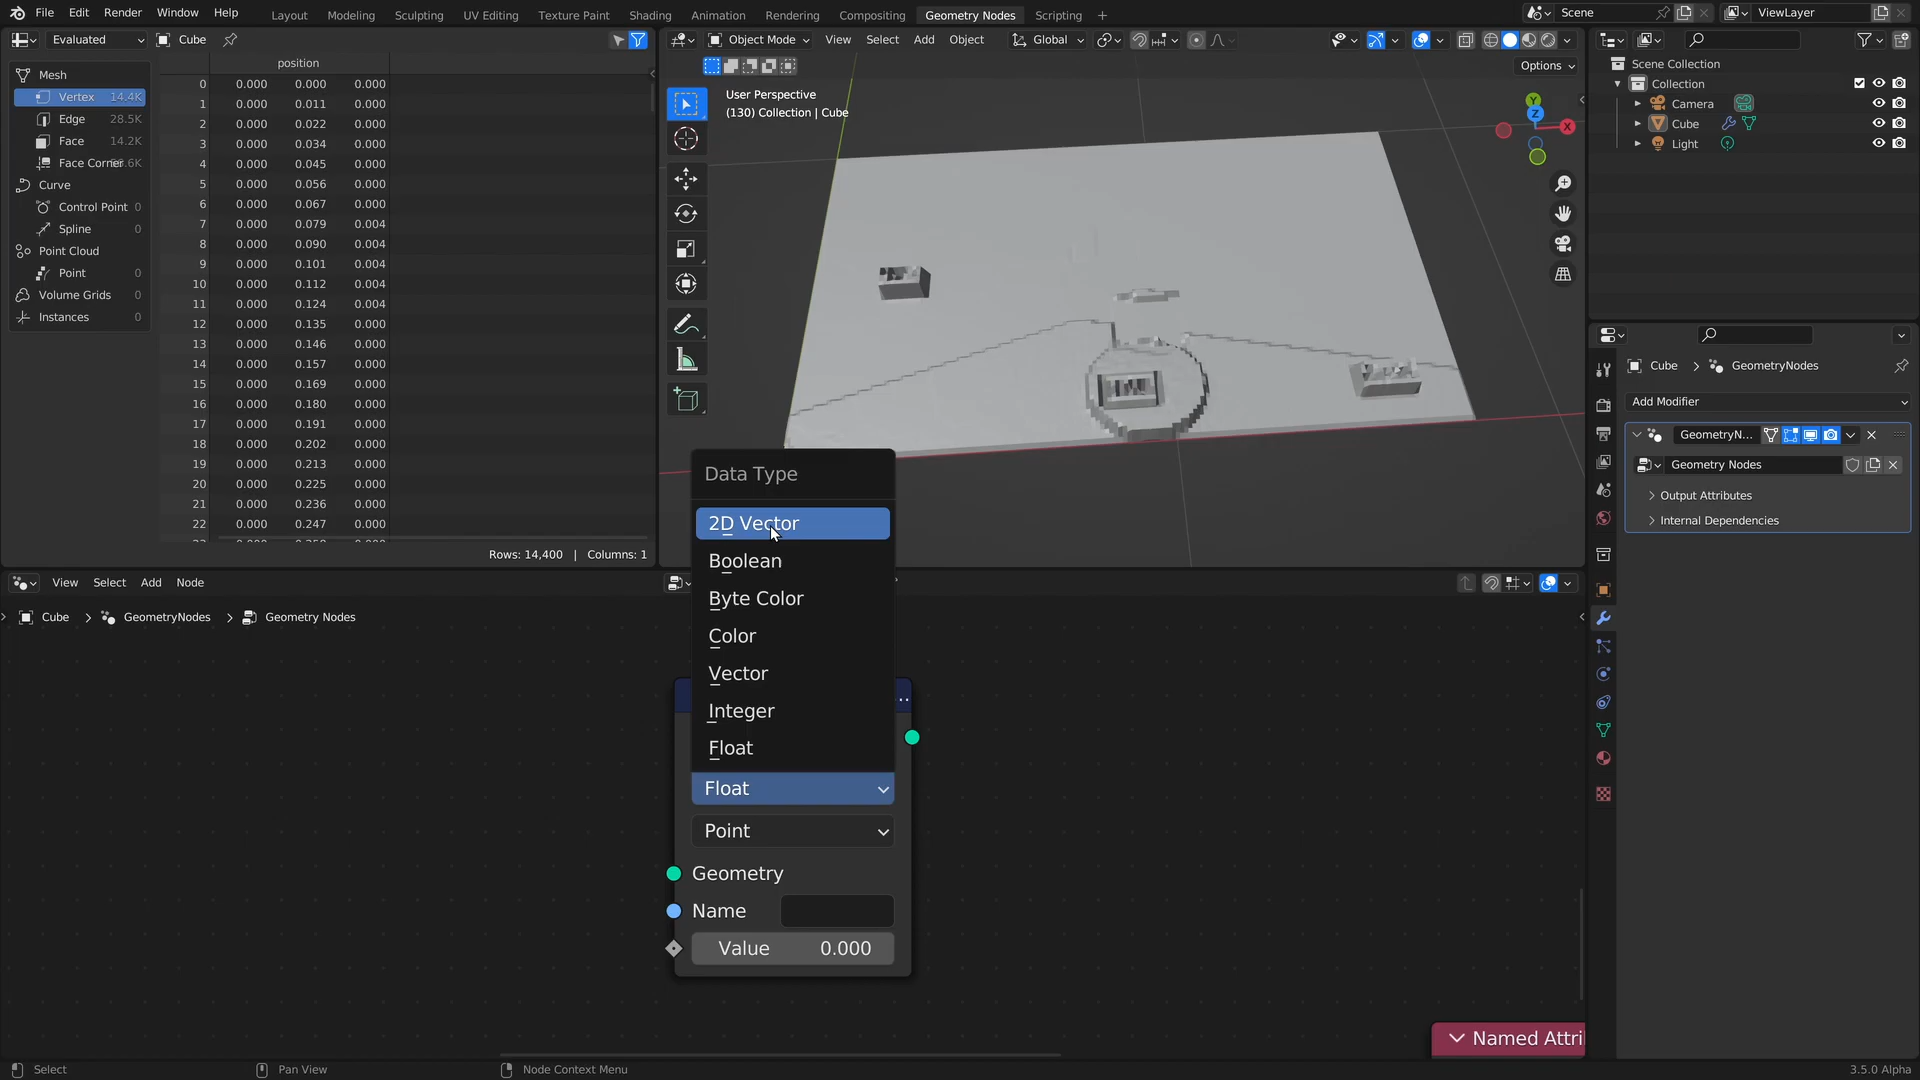 File Edit Render Window Help Layout Modeling Sculpting UV Editing Texture Paint Shading Animation Rendering Compositing Geometry Nodes Scripting + Scene ViewLayer
Evaluated Cube
position
Mesh
Vertex 14.4K
Edge 28.5K
Face 14.2K
Face Corner
Curve
Control Point 0
Spline 0
Point Cloud
Point 0
Volume Grids 0
Instances 0
0 0.000 0.000 0.000
1 0.000 0.011 0.000
2 0.000 0.022 0.000
3 0.000 0.034 0.000
4 0.000 0.045 0.000
5 0.000 0.056 0.000
6 0.000 0.067 0.000
7 0.000 0.079 0.004
8 0.000 0.090 0.004
9 0.000 0.101 0.004
10 0.000 0.112 0.004
11 0.000 0.124 0.004
12 0.000 0.135 0.000
13 0.000 0.146 0.000
14 0.000 0.157 0.000
15 0.000 0.169 0.000
16 0.000 0.180 0.000
17 0.000 0.191 0.000
18 0.000 0.202 0.000
19 0.000 0.213 0.000
20 0.000 0.225 0.000
21 0.000 0.236 0.000
22 0.000 0.247 0.000
Rows: 14,400 | Columns: 1
Object Mode View Select Add Object Global
Options
User Perspective
(130) Collection | Cube
Y
Z
X
Scene Collection
Collection
Camera
Cube
Light
Cube > GeometryNodes
Add Modifier
GeometryN...
Geometry Nodes
Output Attributes
Internal Dependencies
View Select Add Node
Cube > GeometryNodes > Geometry Nodes
Data Type
2D Vector
Boolean
Byte Color
Color
Vector
Integer
Float
Float
Point
Geometry
Name
Value 0.000
Named Attri
Select Pan View Node Context Menu 3.5.0 Alpha